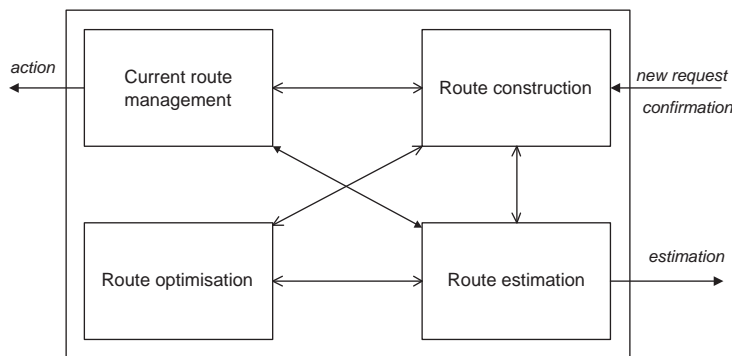 action
Current route
management
Route construction
new request
confirmation
Route optimisation
Route estimation
estimation